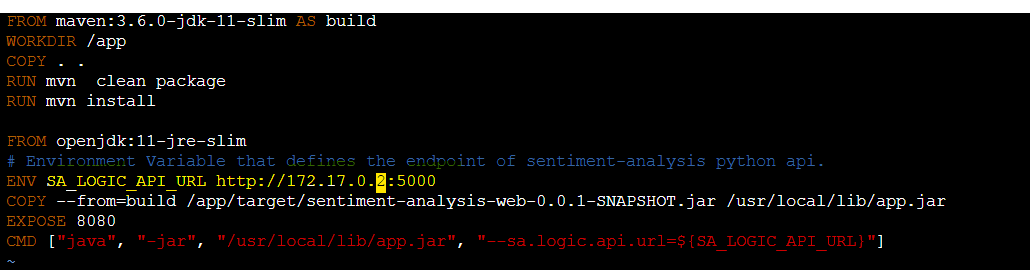 FROM maven:3.6.0-jdk-11-slim AS build
WORKDIR /app
COPY . .
RUN mvn  clean package
RUN mvn install
FROM openjdk:11-jre-slim
# Environment Variable that defines the endpoint of sentiment-analysis python api.
ENV SA_LOGIC_API_URL http://172.17.0.2:5000
COPY --from=build /app/target/sentiment-analysis-web-0.0.1-SNAPSHOT.jar /usr/local/lib/app.jar
EXPOSE 8080
CMD ["java", "-jar", "/usr/local/lib/app.jar", "--sa.logic.api.url=${SA_LOGIC_API_URL}"]
~